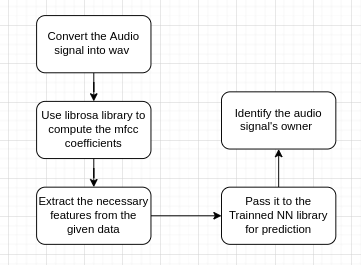 Convert the Audio
signal into wav
Use librosa library to
compute the mfcc
coefficients
Extract the necessary
features from the
given data
Pass it to the
Trainned NN library
for prediction
Identify the audio
signal's owner